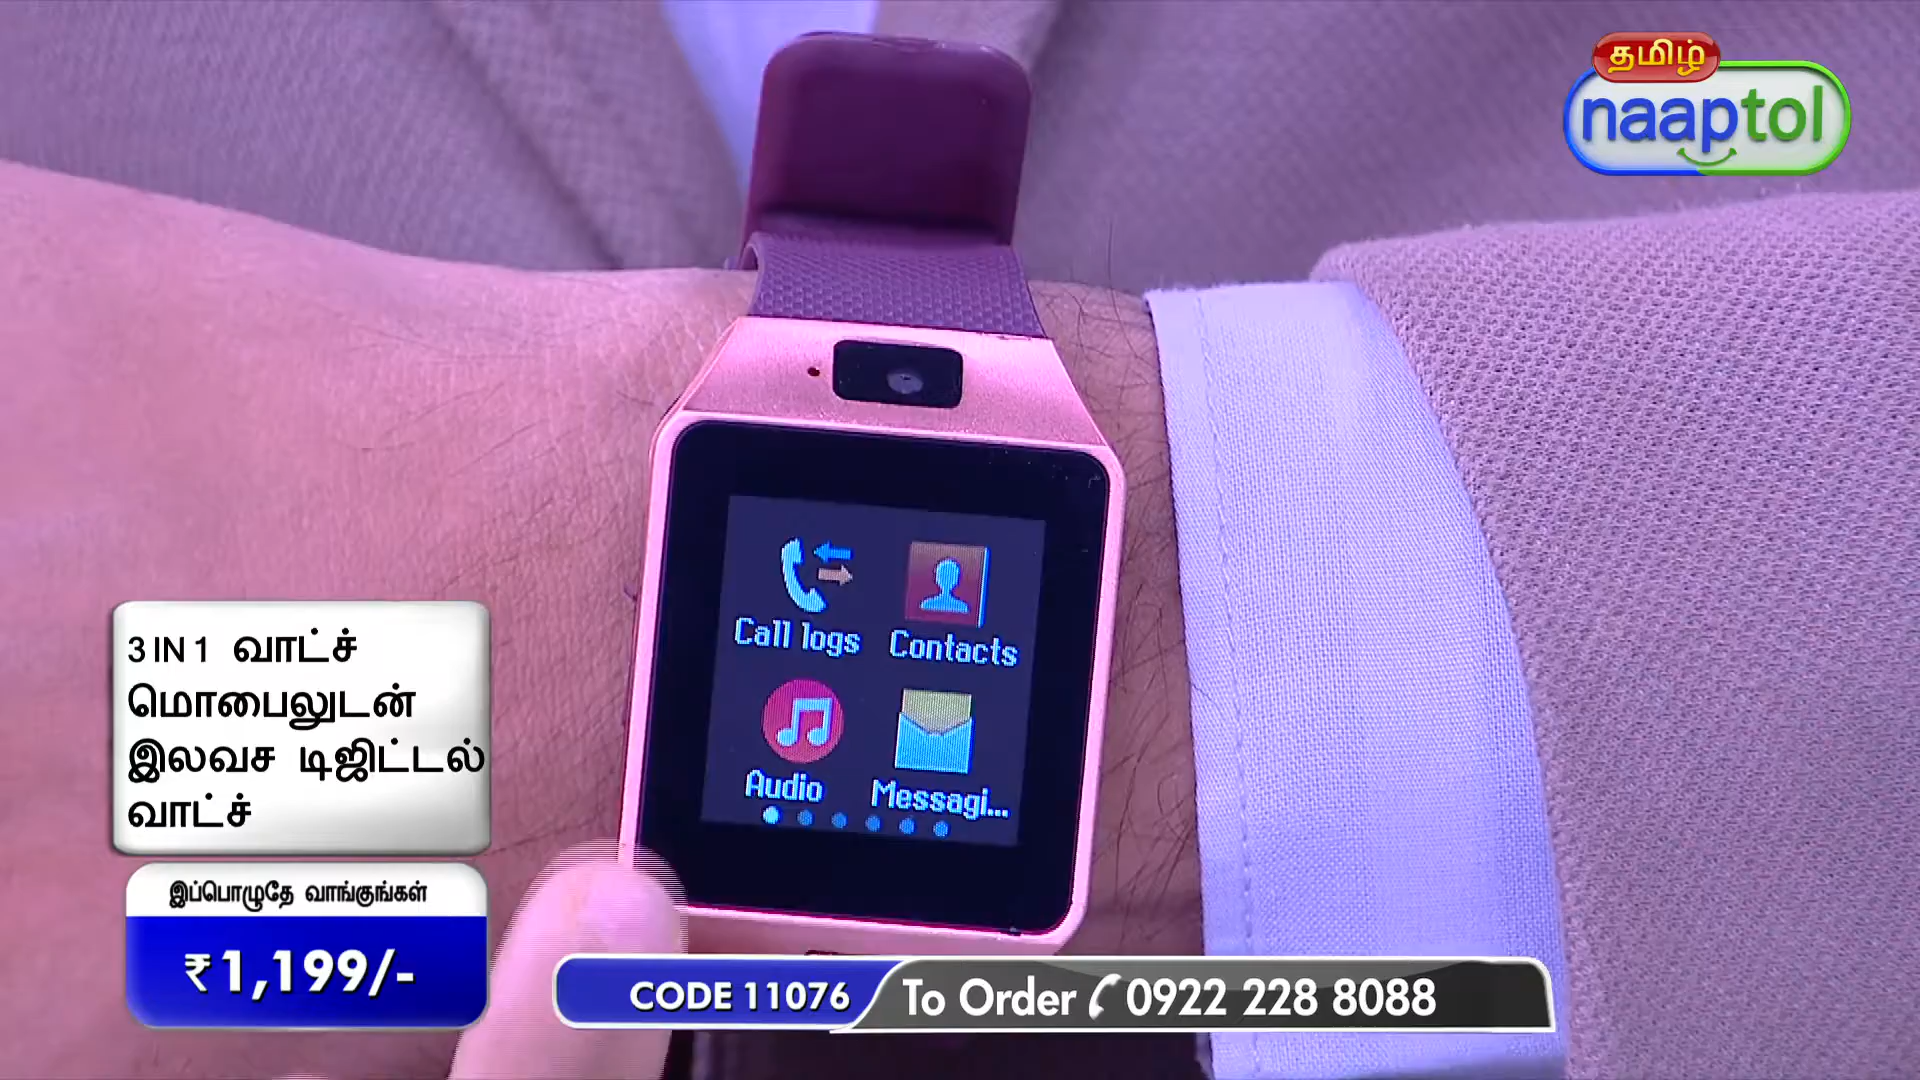 தமிழ்
naaptol
Call logs
Contacts
Audio
Messagi...
3 IN 1 வாட்ச்
மொபைலுடன்
இலவச டிஜிட்டல்
வாட்ச்
இப்பொழுதே வாங்குங்கள்
₹1,199/-
CODE 11076
To Order 0922 228 8088